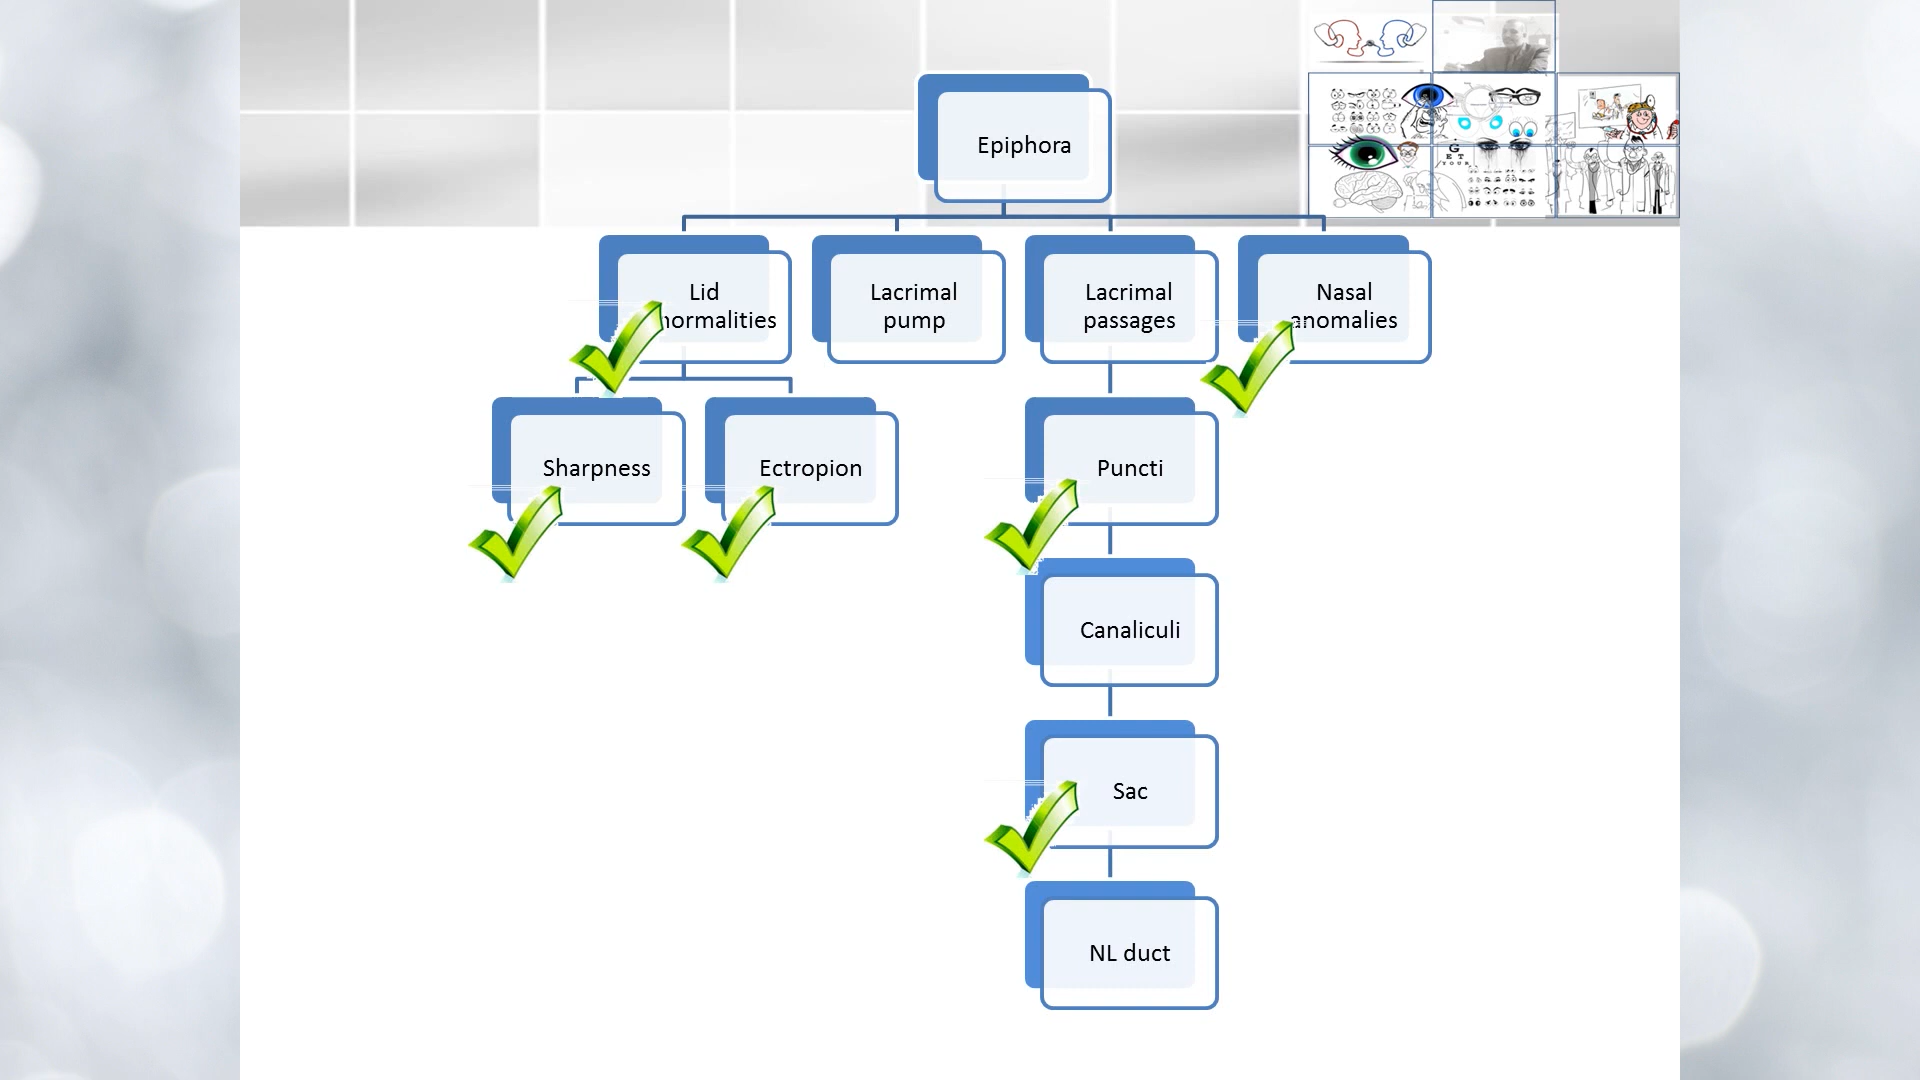 Epiphora
Lid
normalities
Lacrimal
pump
Lacrimal
passages
Nasal
anomalies
Sharpness
Ectropion
Puncti
Canaliculi
Sac
NL duct
G
E T
Y O U R